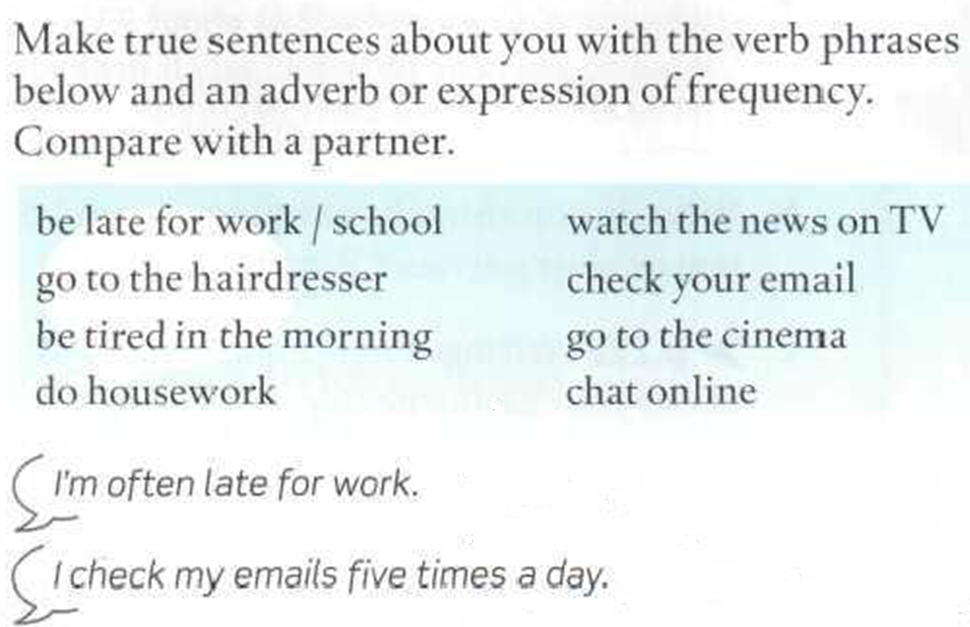 Make true sentences about you with the verb phrases
below and an adverb or expression of frequency.
Compare with a partner.
be late for work / school
go to the hairdresser
be tired in the morning
do housework
watch the news on TV
check your email
go to the cinema
chat online
I'm often late for work.
I check my emails five times a day.